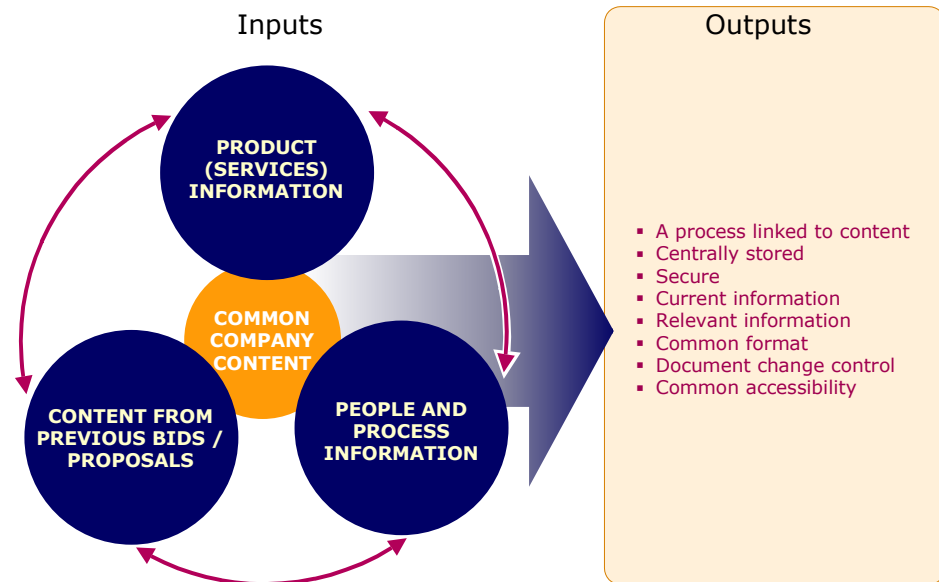 Inputs
Outputs
PRODUCT
(SERVICES)
INFORMATION
COMMON
COMPANY
CONTENT
CONTENT FROM
PREVIOUS BIDS /
PROPOSALS
PEOPLE AND
PROCESS
INFORMATION
▪ A process linked to content
▪ Centrally stored
▪ Secure
▪ Current information
▪ Relevant information
▪ Common format
▪ Document change control
▪ Common accessibility